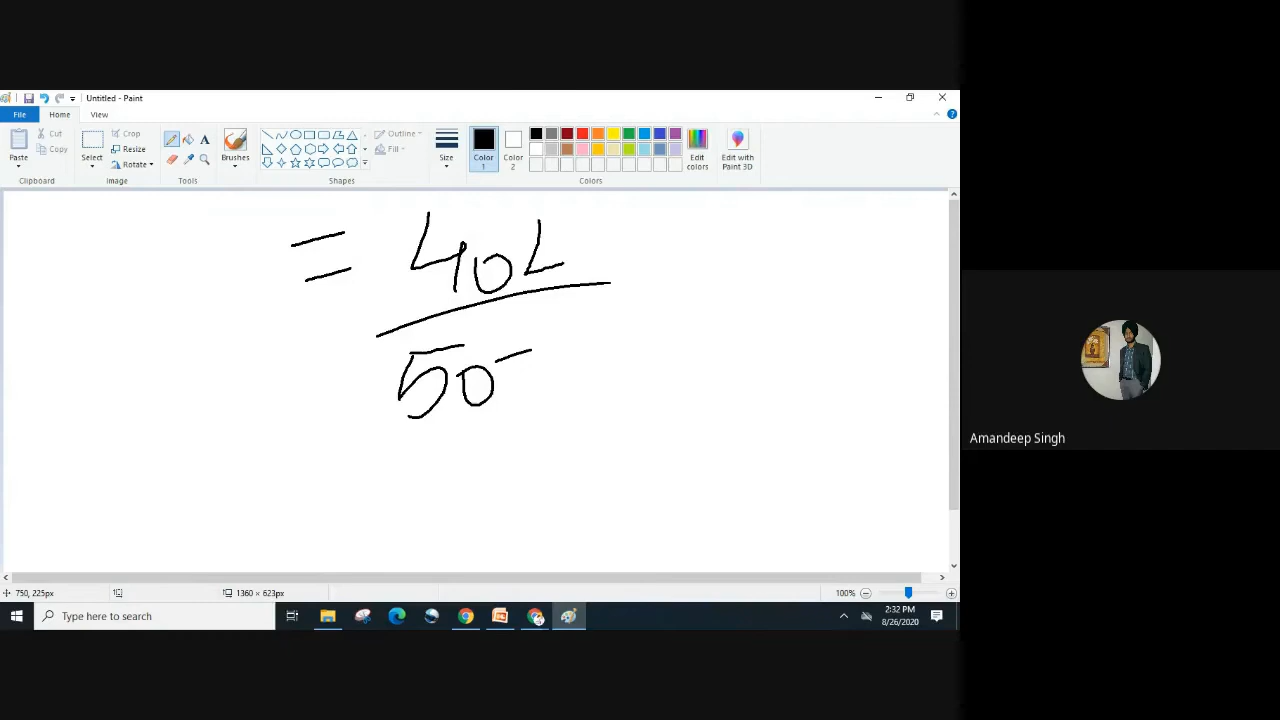 Untitled - Paint
File Home View
Paste
Cut
Copy
Clipboard
Select
Crop
Resize
Rotate
Image
Tools
Brushes
Shapes
Outline
Fill
Size
Color 1
Color 2
Colors
Edit colors
Edit with Paint 3D
=
50
Amandeep Singh
750, 225px
1360 × 623px
100%
Type here to search
2:32 PM
8/26/2020